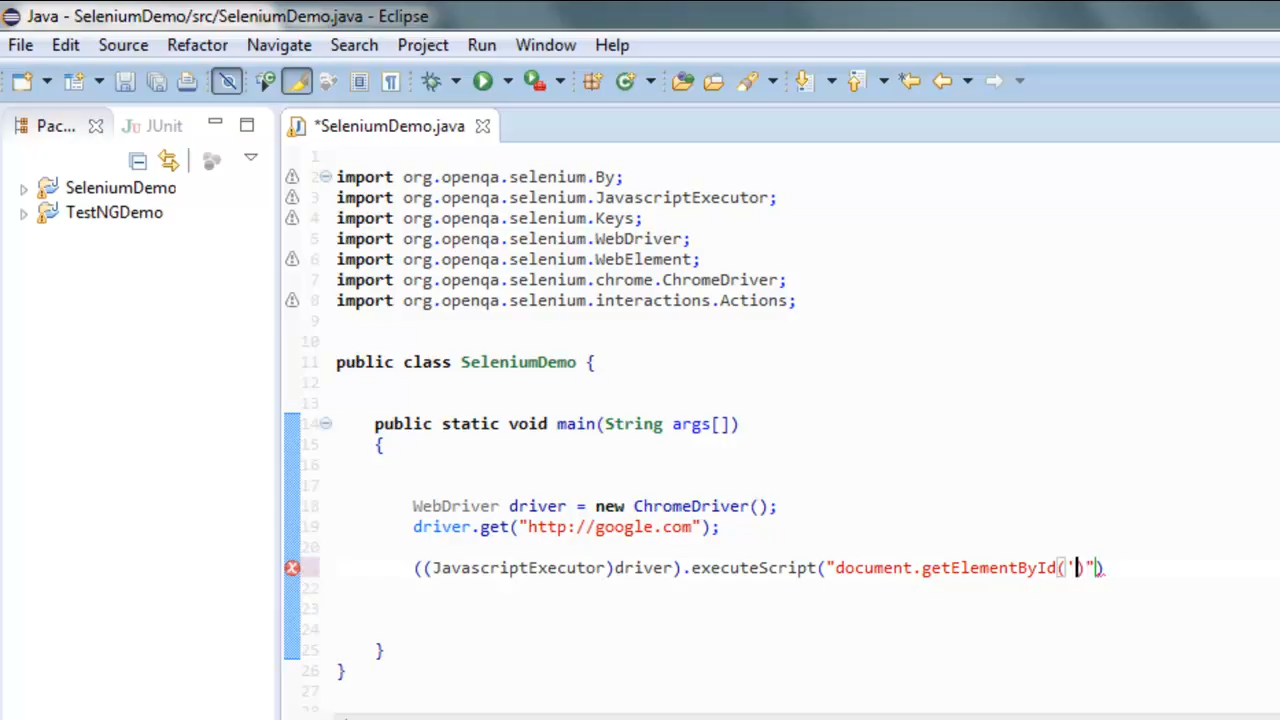 Java - SeleniumDemo/src/SeleniumDemo.java - Eclipse
File Edit Source Refactor Navigate Search Project Run Window Help
Pac... JUnit *SeleniumDemo.java
SeleniumDemo
TestNGDemo
1
2 import org.openqa.selenium.By;
3 import org.openqa.selenium.JavascriptExecutor;
4 import org.openqa.selenium.Keys;
5 import org.openqa.selenium.WebDriver;
6 import org.openqa.selenium.WebElement;
7 import org.openqa.selenium.chrome.ChromeDriver;
8 import org.openqa.selenium.interactions.Actions;
9
10
11 public class SeleniumDemo {
12
13
14 public static void main(String args[])
15 {
16
17
18 WebDriver driver = new ChromeDriver();
19 driver.get("http://google.com");
20
((JavascriptExecutor)driver).executeScript("document.getElementById(')")
22
23
24
25 }
26 }
27
28